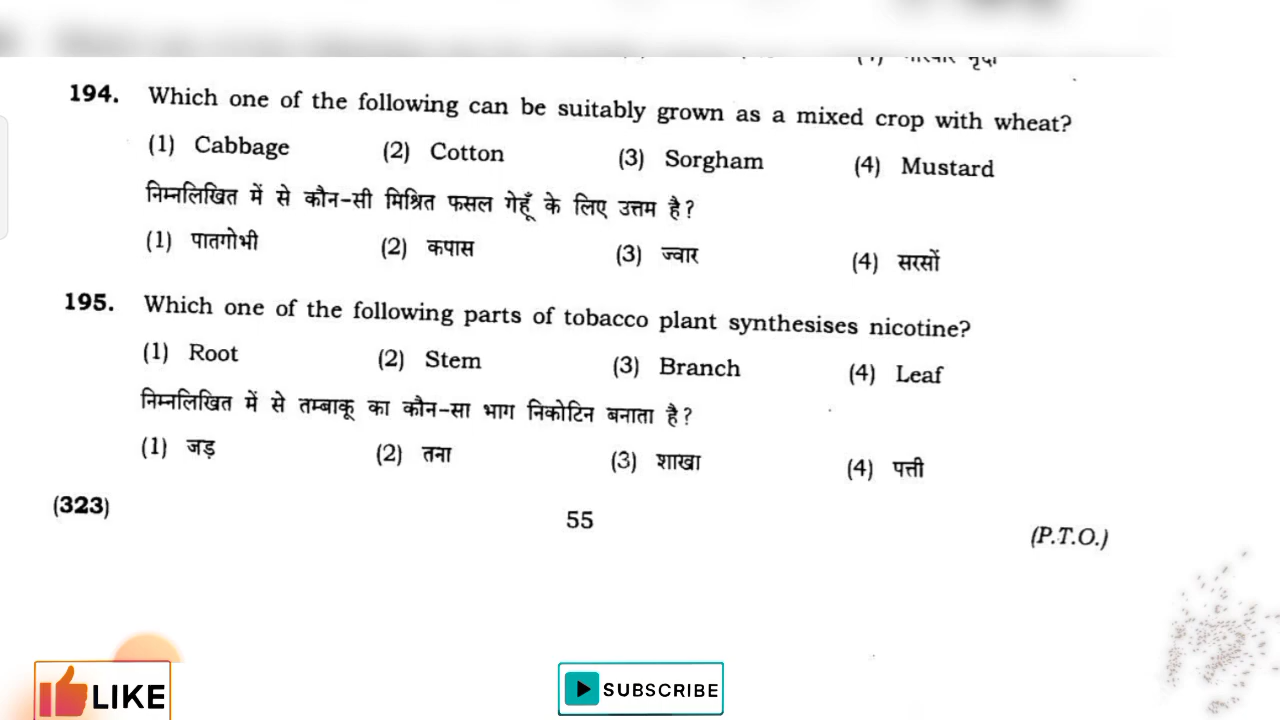 194. Which one of the following can be suitably grown as a mixed crop with wheat?
(1) Cabbage (2) Cotton (3) Sorgham (4) Mustard
निम्नलिखित में से कौन-सी मिश्रित फसल गेहूँ के लिए उत्तम है?
(1) पातगोभी (2) कपास (3) ज्वार (4) सरसों
195. Which one of the following parts of tobacco plant synthesises nicotine?
(1) Root (2) Stem (3) Branch (4) Leaf
निम्नलिखित में से तम्बाकू का कौन-सा भाग निकोटिन बनाता है?
(1) जड़ (2) तना (3) शाखा (4) पत्ती
(323) 55 (P.T.O.)
LIKE SUBSCRIBE